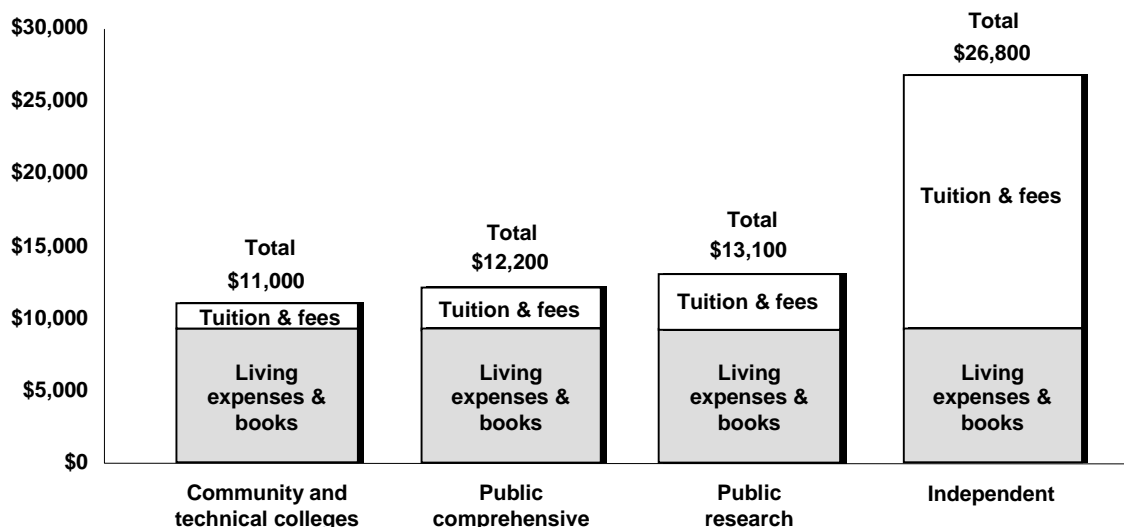 $30,000
$25,000
$20,000
$15,000
$10,000
$5,000
$0
Total
$11,000
Tuition & fees
Living
expenses &
books
Community and
technical colleges
Total
$12,200
Tuition & fees
Living
expenses &
books
Public
comprehensive
Total
$13,100
Tuition & fees
Living
expenses &
books
Public
research
Total
$26,800
Tuition & fees
Living
expenses &
books
Independent